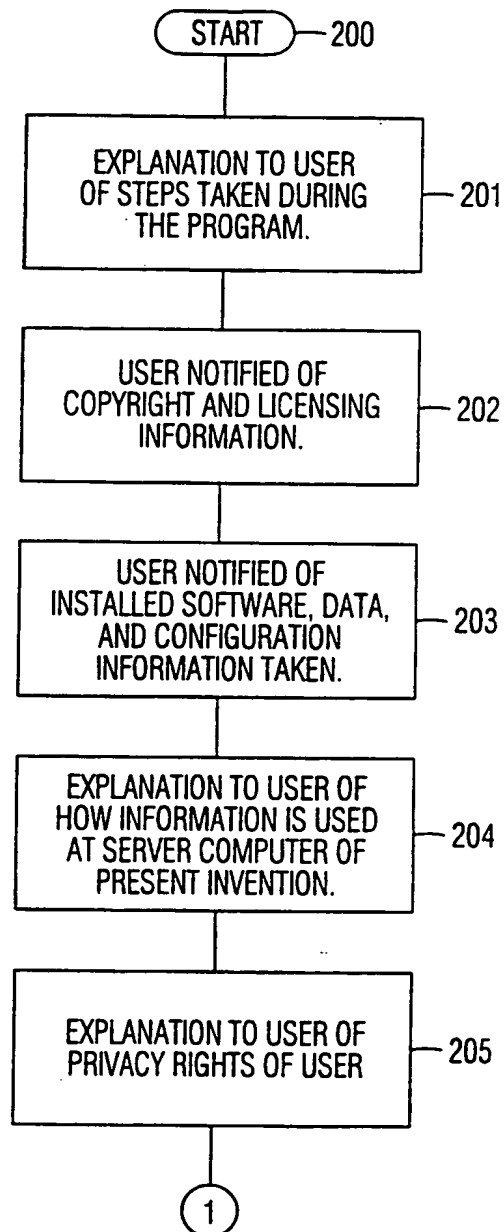 START 200
EXPLANATION TO USER
OF STEPS TAKEN DURING
THE PROGRAM.
201
USER NOTIFIED OF
COPYRIGHT AND LICENSING
INFORMATION.
202
USER NOTIFIED OF
INSTALLED SOFTWARE, DATA,
AND CONFIGURATION
INFORMATION TAKEN.
203
EXPLANATION TO USER OF
HOW INFORMATION IS USED
AT SERVER COMPUTER OF
PRESENT INVENTION.
204
EXPLANATION TO USER OF
PRIVACY RIGHTS OF USER
205
1